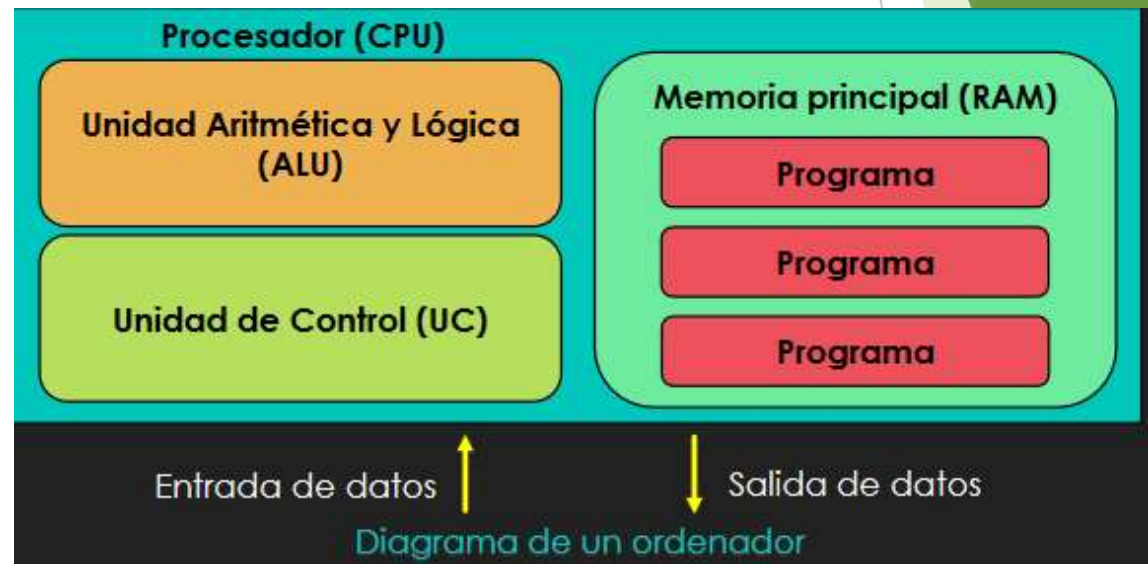 Procesador (CPU)
Unidad Aritmética y Lógica
(ALU)
Unidad de Control (UC)
Memoria principal (RAM)
Programa
Programa
Programa
Entrada de datos
Salida de datos
Diagrama de un ordenador